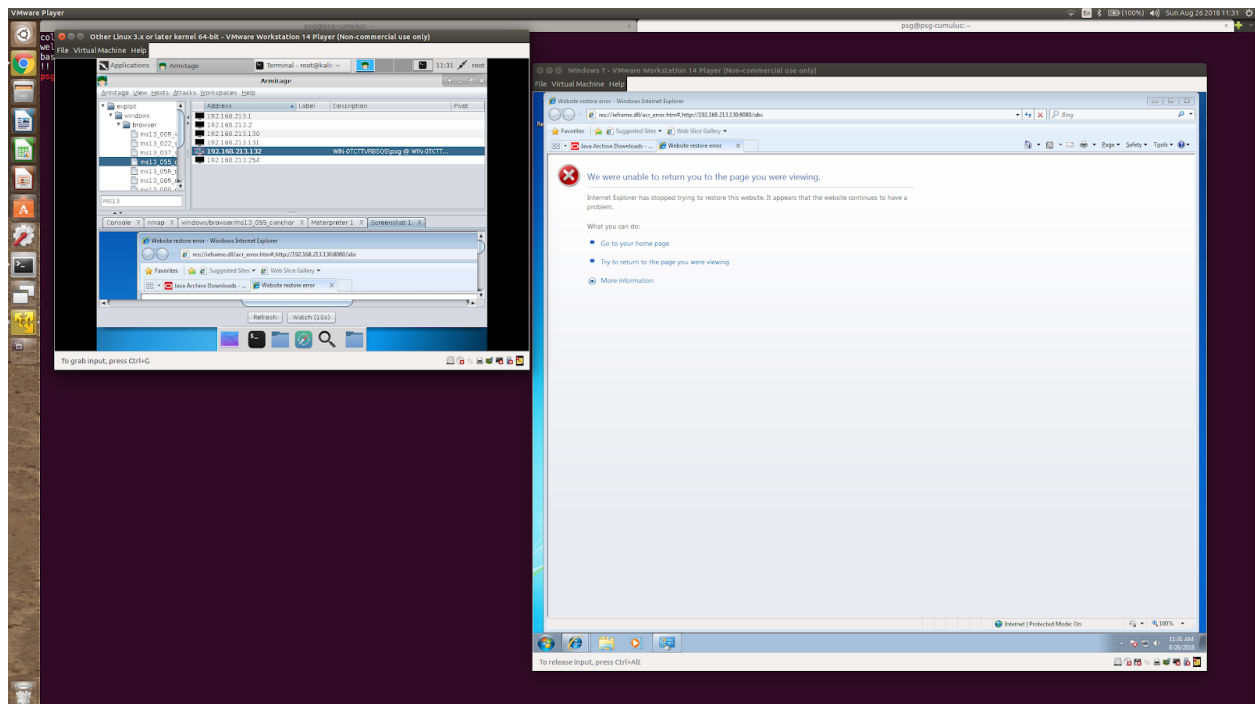 VMware Player
En
(100%)
Sun Aug 26 2018 11:31
psg@psg-cumulus: ~
psg@psg-cumulus: ~
Other Linux 3.x or later kernel 64-bit - VMware Workstation 14 Player (Non-commercial use only)
File Virtual Machine Help
Applications
Armitage
Terminal - root@kali: ~
11:31
root
Armitage
Armitage View Hosts Attacks Workspaces Help
exploit
windows
browser
ms13_009_
ms13_022_
ms13_037_
ms13_055_
ms13_059_
ms13_069_
ms13_080_
MS13
Address Label Description Pivot
192.168.213.1
192.168.213.2
192.168.213.130
192.168.213.131
192.168.213.132
192.168.213.254
Console X nmap X windows/browser/ms13_055_canchor X Meterpreter 1 X Screenshot 1 X
Website restore error - Windows Internet Explorer
res://ieframe.dll/acr_error.htm#,http://192.168.213.130:8080/abc
Favorites Suggested Sites Web Slice Gallery
Java Archive Downloads - ... Website restore error X
Refresh Watch (10s)
To grab input, press Ctrl+G
Windows 7 - VMware Workstation 14 Player (Non-commercial use only)
File Virtual Machine Help
Website restore error - Windows Internet Explorer
res://ieframe.dll/acr_error.htm#,http://192.168.213.130:8080/abc
Bing
Favorites Suggested Sites Web Slice Gallery
Java Archive Downloads - ... Website restore error X
Page Safety Tools
We were unable to return you to the page you were viewing.
Internet Explorer has stopped trying to restore this website. It appears that the website continues to have a
problem.
What you can do:
Go to your home page
Try to return to the page you were viewing
More information
Internet | Protected Mode: On
100%
11:31 AM
8/26/2018
To release input, press Ctrl+Alt